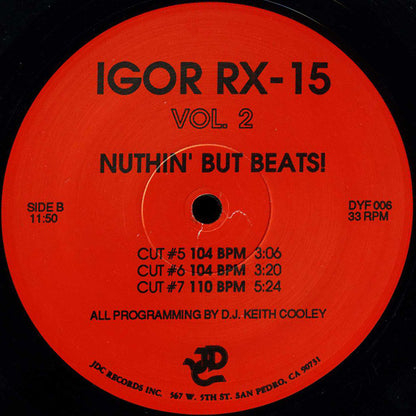 IGOR RX-15
VOL. 2
NUTHIN' BUT BEATS!
SIDE B
11:50
DYF 006
33 RPM
CUT #5 104 BPM 3:06
CUT #6 104 BPM 3:20
CUT #7 110 BPM 5:24
ALL PROGRAMMING BY D.J. KEITH COOLEY
JDC
JDC RECORDS INC. 567 W. 5TH ST. SAN PEDRO, CA 90731